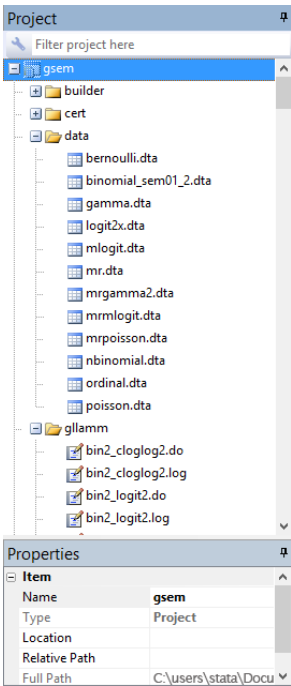 Project
Filter project here
gsem
builder
cert
data
bernoulli.dta
binomial_sem01_2.dta
gamma.dta
logit2x.dta
mlogit.dta
mr.dta
mrgamma2.dta
mrmlogit.dta
mrpoisson.dta
nbinomial.dta
ordinal.dta
poisson.dta
gllamm
bin2_cloglog2.do
bin2_cloglog2.log
bin2_logit2.do
bin2_logit2.log
Properties
Item
Name gsem
Type Project
Location
Relative Path
Full Path C:\users\stata\Docu